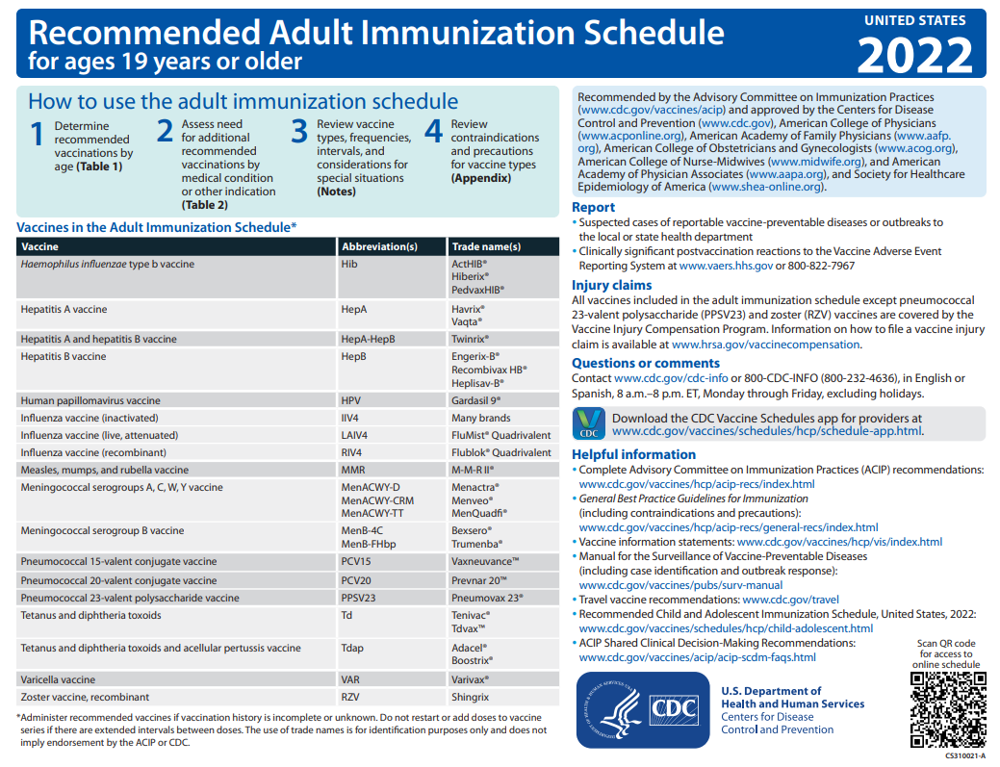 Recommended Adult Immunization Schedule
for ages 19 years or older
UNITED STATES
2022
How to use the adult immunization schedule
1
Determine
recommended
vaccinations by
age (Table 1)
2
Assess need
for additional
recommended
vaccinations by
medical condition
or other indication
(Table 2)
3
Review vaccine
types, frequencies,
intervals, and
considerations for
special situations
(Notes)
4
Review
contraindications
and precautions
for vaccine types
(Appendix)
Vaccines in the Adult Immunization Schedule*
Vaccine Abbreviation(s) Trade name(s)
Haemophilus influenzae type b vaccine Hib ActHIB®
Hiberix®
PedvaxHIB®
Hepatitis A vaccine HepA Havrix®
Vaqta®
Hepatitis A and hepatitis B vaccine HepA-HepB Twinrix®
Hepatitis B vaccine HepB Engerix-B®
Recombivax HB®
Heplisav-B®
Human papillomavirus vaccine HPV Gardasil 9®
Influenza vaccine (inactivated) IIV4 Many brands
Influenza vaccine (live, attenuated) LAIV4 FluMist® Quadrivalent
Influenza vaccine (recombinant) RIV4 Flublok® Quadrivalent
Measles, mumps, and rubella vaccine MMR M-M-R II®
Meningococcal serogroups A, C, W, Y vaccine MenACWY-D Menactra®
MenACWY-CRM Menveo®
MenACWY-TT MenQuadfi®
Meningococcal serogroup B vaccine MenB-4C Bexsero®
MenB-FHbp Trumenba®
Pneumococcal 15-valent conjugate vaccine PCV15 Vaxneuvance™
Pneumococcal 20-valent conjugate vaccine PCV20 Prevnar 20™
Pneumococcal 23-valent polysaccharide vaccine PPSV23 Pneumovax 23®
Tetanus and diphtheria toxoids Td Tenivac®
Tdvax™
Tetanus and diphtheria toxoids and acellular pertussis vaccine Tdap Adacel®
Boostrix®
Varicella vaccine VAR Varivax®
Zoster vaccine, recombinant RZV Shingrix
*Administer recommended vaccines if vaccination history is incomplete or unknown. Do not restart or add doses to vaccine
series if there are extended intervals between doses. The use of trade names is for identification purposes only and does not
imply endorsement by the ACIP or CDC.
Recommended by the Advisory Committee on Immunization Practices
(www.cdc.gov/vaccines/acip) and approved by the Centers for Disease
Control and Prevention (www.cdc.gov), American College of Physicians
(www.acponline.org), American Academy of Family Physicians (www.aafp.
org), American College of Obstetricians and Gynecologists (www.acog.org),
American College of Nurse-Midwives (www.midwife.org), and American
Academy of Physician Associates (www.aapa.org), and Society for Healthcare
Epidemiology of America (www.shea-online.org).
Report
• Suspected cases of reportable vaccine-preventable diseases or outbreaks to
the local or state health department
• Clinically significant postvaccination reactions to the Vaccine Adverse Event
Reporting System at www.vaers.hhs.gov or 800-822-7967
Injury claims
All vaccines included in the adult immunization schedule except pneumococcal
23-valent polysaccharide (PPSV23) and zoster (RZV) vaccines are covered by the
Vaccine Injury Compensation Program. Information on how to file a vaccine injury
claim is available at www.hrsa.gov/vaccinecompensation.
Questions or comments
Contact www.cdc.gov/cdc-info or 800-CDC-INFO (800-232-4636), in English or
Spanish, 8 a.m.–8 p.m. ET, Monday through Friday, excluding holidays.
CDC
Download the CDC Vaccine Schedules app for providers at
www.cdc.gov/vaccines/schedules/hcp/schedule-app.html.
Helpful information
• Complete Advisory Committee on Immunization Practices (ACIP) recommendations:
www.cdc.gov/vaccines/hcp/acip-recs/index.html
• General Best Practice Guidelines for Immunization
(including contraindications and precautions):
www.cdc.gov/vaccines/hcp/acip-recs/general-recs/index.html
• Vaccine information statements: www.cdc.gov/vaccines/hcp/vis/index.html
• Manual for the Surveillance of Vaccine-Preventable Diseases
(including case identification and outbreak response):
www.cdc.gov/vaccines/pubs/surv-manual
• Travel vaccine recommendations: www.cdc.gov/travel
• Recommended Child and Adolescent Immunization Schedule, United States, 2022:
www.cdc.gov/vaccines/schedules/hcp/child-adolescent.html
• ACIP Shared Clinical Decision-Making Recommendations:
www.cdc.gov/vaccines/acip/acip-scdm-faqs.html
Scan QR code
for access to
online schedule
CDC
U.S. Department of
Health and Human Services
Centers for Disease
Control and Prevention
CS310021-A